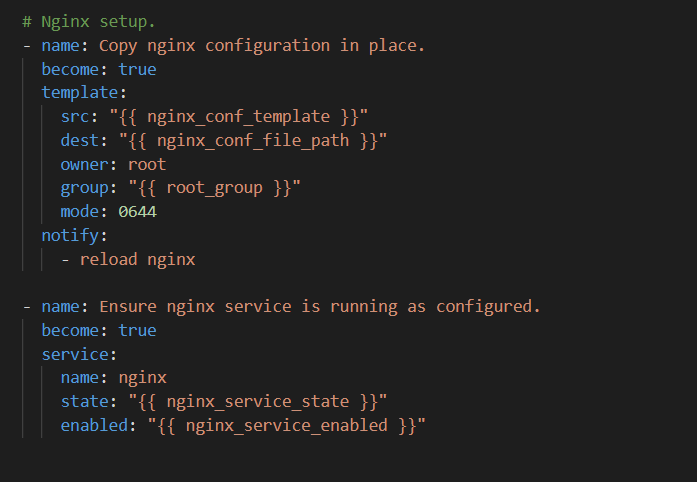 # Nginx setup.
- name: Copy nginx configuration in place.
  become: true
  template:
    src: "{{ nginx_conf_template }}"
    dest: "{{ nginx_conf_file_path }}"
    owner: root
    group: "{{ root_group }}"
    mode: 0644
  notify:
    - reload nginx

- name: Ensure nginx service is running as configured.
  become: true
  service:
    name: nginx
    state: "{{ nginx_service_state }}"
    enabled: "{{ nginx_service_enabled }}"